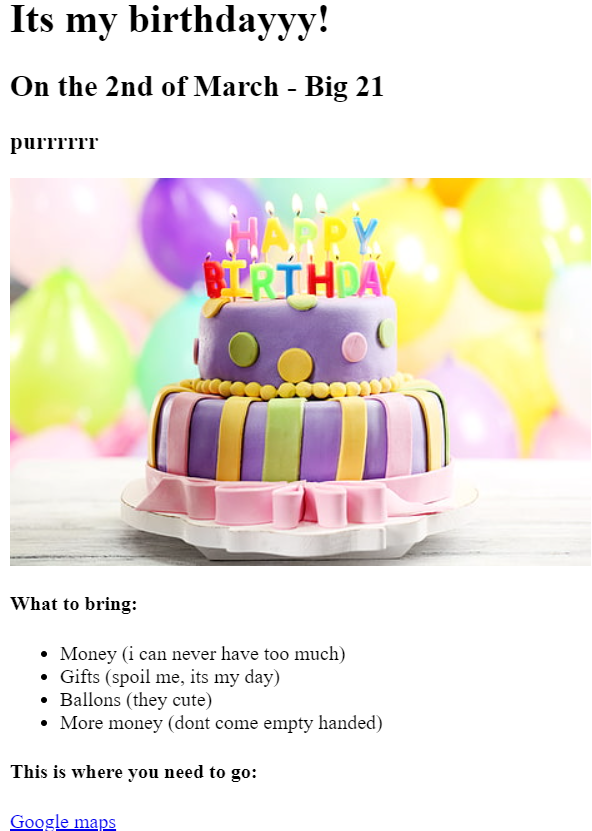 Its my birthdayyy!
On the 2nd of March - Big 21
purrrrrr
HAPPY
BIRTHDAY
What to bring:
Money (i can never have too much)
Gifts (spoil me, its my day)
Ballons (they cute)
More money (dont come empty handed)
This is where you need to go:
Google maps